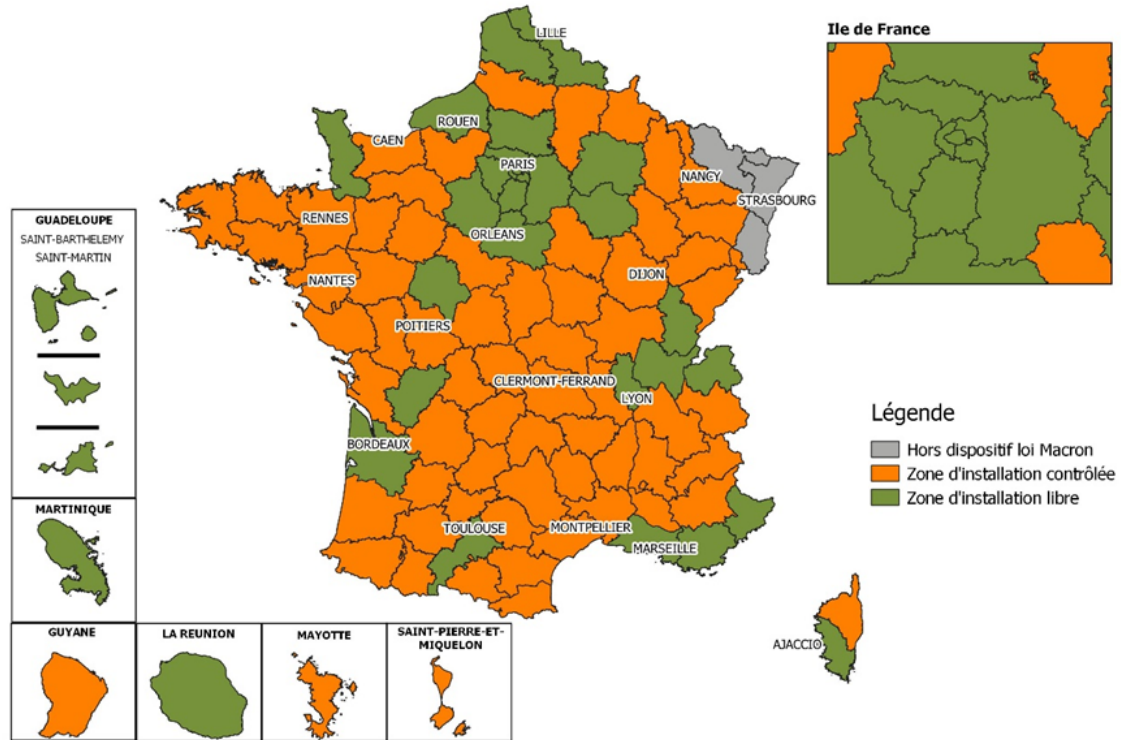 LILLE
Ile de France
ROUEN
CAEN
PARIS
NANCY
STRASBOURG
RENNES
ORLEANS
GUADELOUPE
SAINT-BARTHELEMY
SAINT-MARTIN
NANTES
DIJON
POITIERS
CLERMONT-FERRAND
LYON
Légende
Hors dispositif loi Macron
Zone d'installation contrôlée
Zone d'installation libre
BORDEAUX
TOULOUSE
MONTPELLIER
MARSEILLE
MARTINIQUE
AJACCIO
GUYANE
LA REUNION
MAYOTTE
SAINT-PIERRE-ET-
MIQUELON